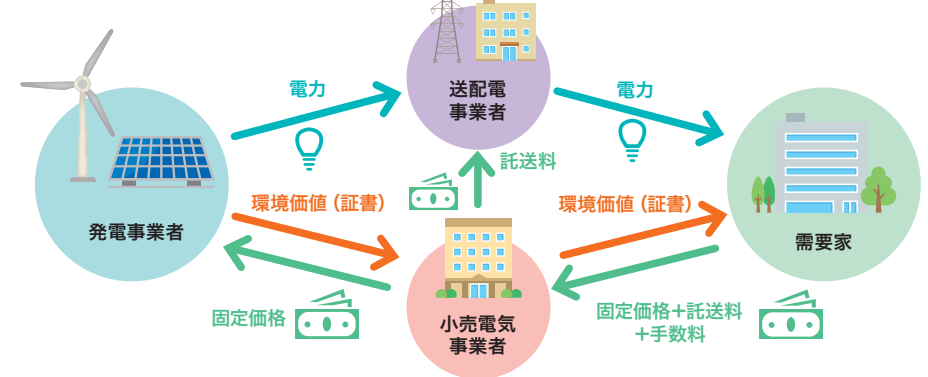 送配電
事業者
電力
電力
託送料
発電事業者
環境価値（証書）
環境価値（証書）
需要家
固定価格
小売電気
事業者
固定価格＋託送料
＋手数料